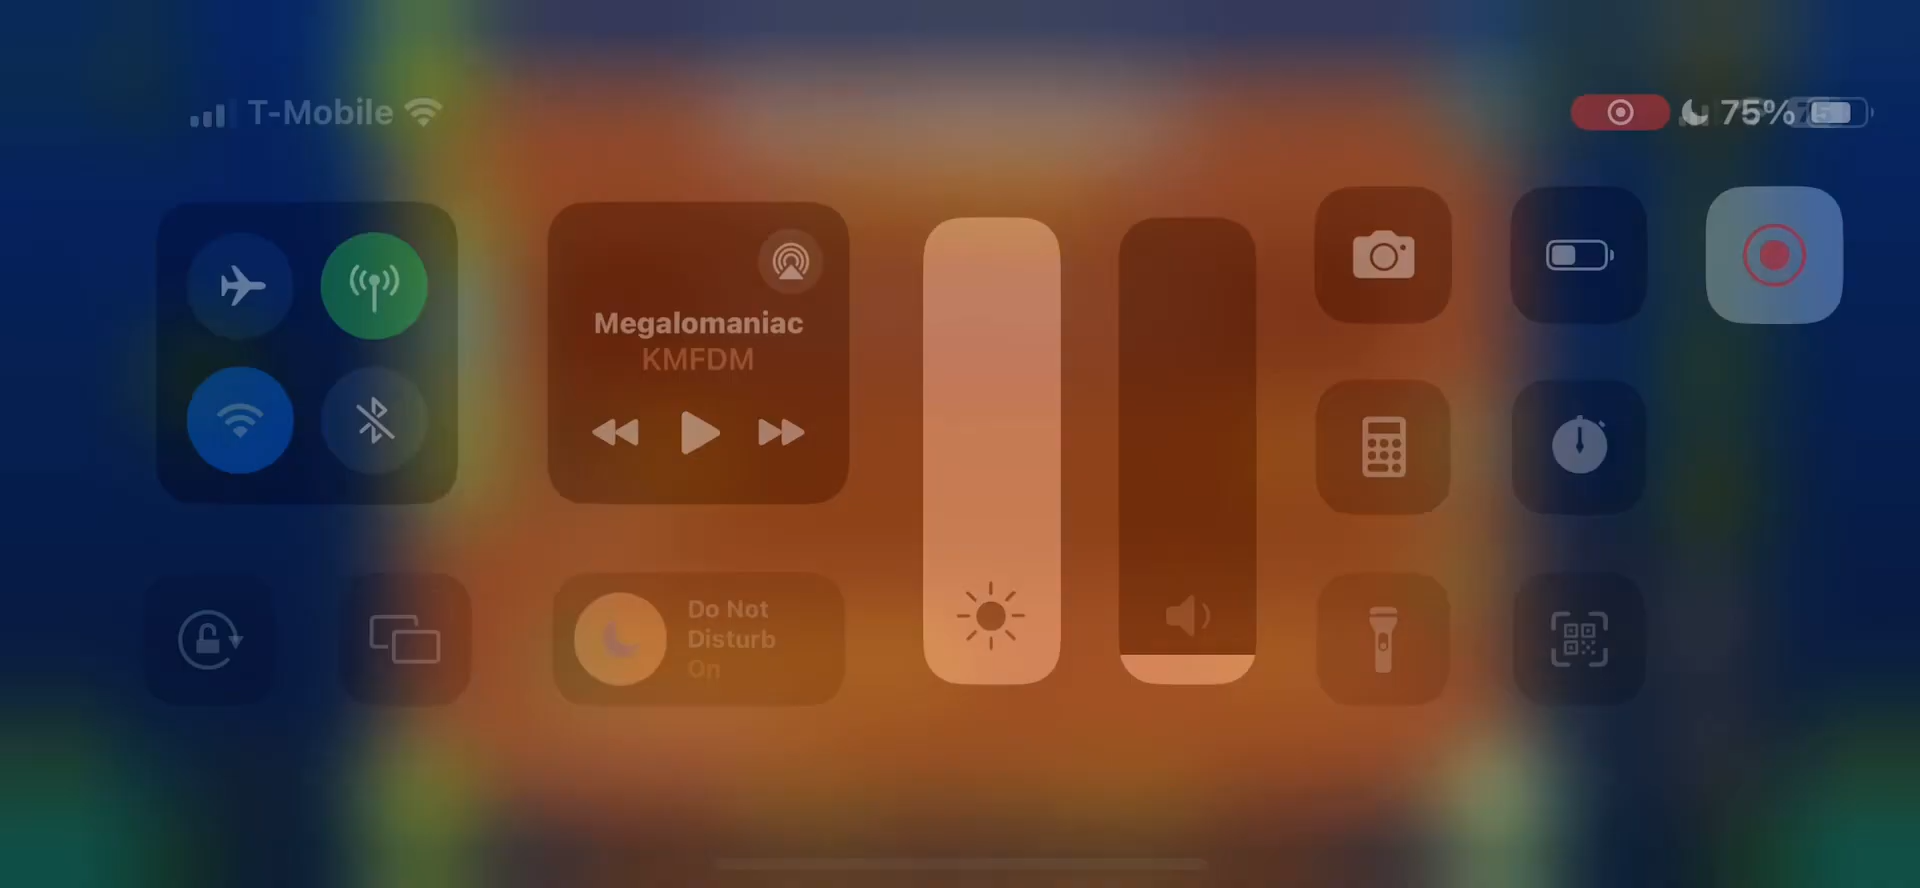 T-Mobile
75%
Megalomaniac
KMFDM
Do Not
Disturb
On